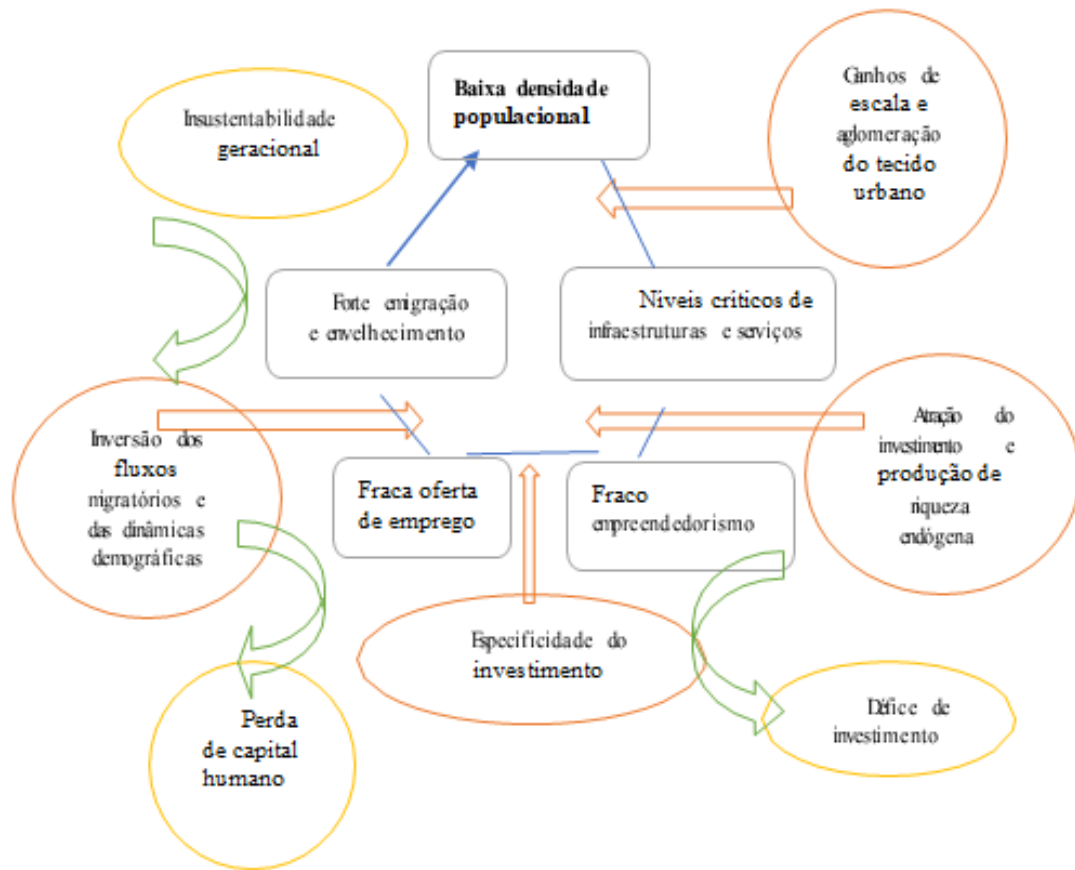 Baixa densidade
populacional
Insustentabilidade
geracional
Ganhos de
escala e
aglomeração
do tecido
urbano
Forte emigração
e envelhecimento
Níveis críticos de
infraestruturas e serviços
Inversão dos
fluxos
migratórios e
das dinâmicas
demográficas
Fraca oferta
de emprego
Fraco
empreendedorismo
Atração do
investimento e
produção de
riqueza
endógena
Especificidade do
investimento
Perda
de capital
humano
Défice de
investimento